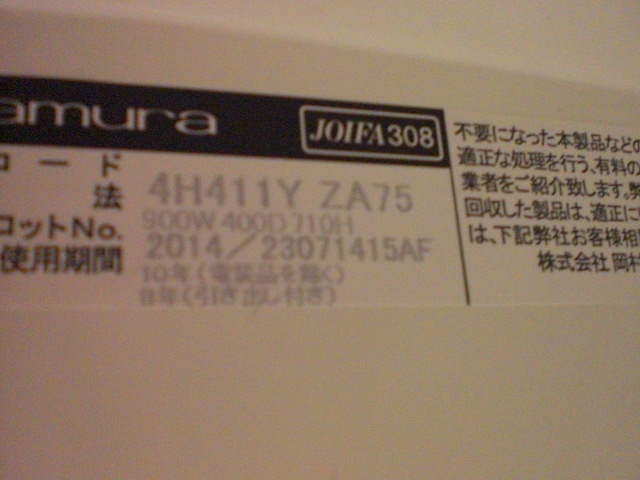 amura
JOIFA308
コード
4H411Y ZA75
法
900W 400D 710H
ロットNo.
2014／23071415AF
使用期間
10年(電装品を除く)
8年(引き出し付き)
不要になった本製品などの
適正な処理を行う、有料の
業者をご紹介致します。弊
回収した製品は、適正に
は、下記弊社お客様相
株式会社 岡村